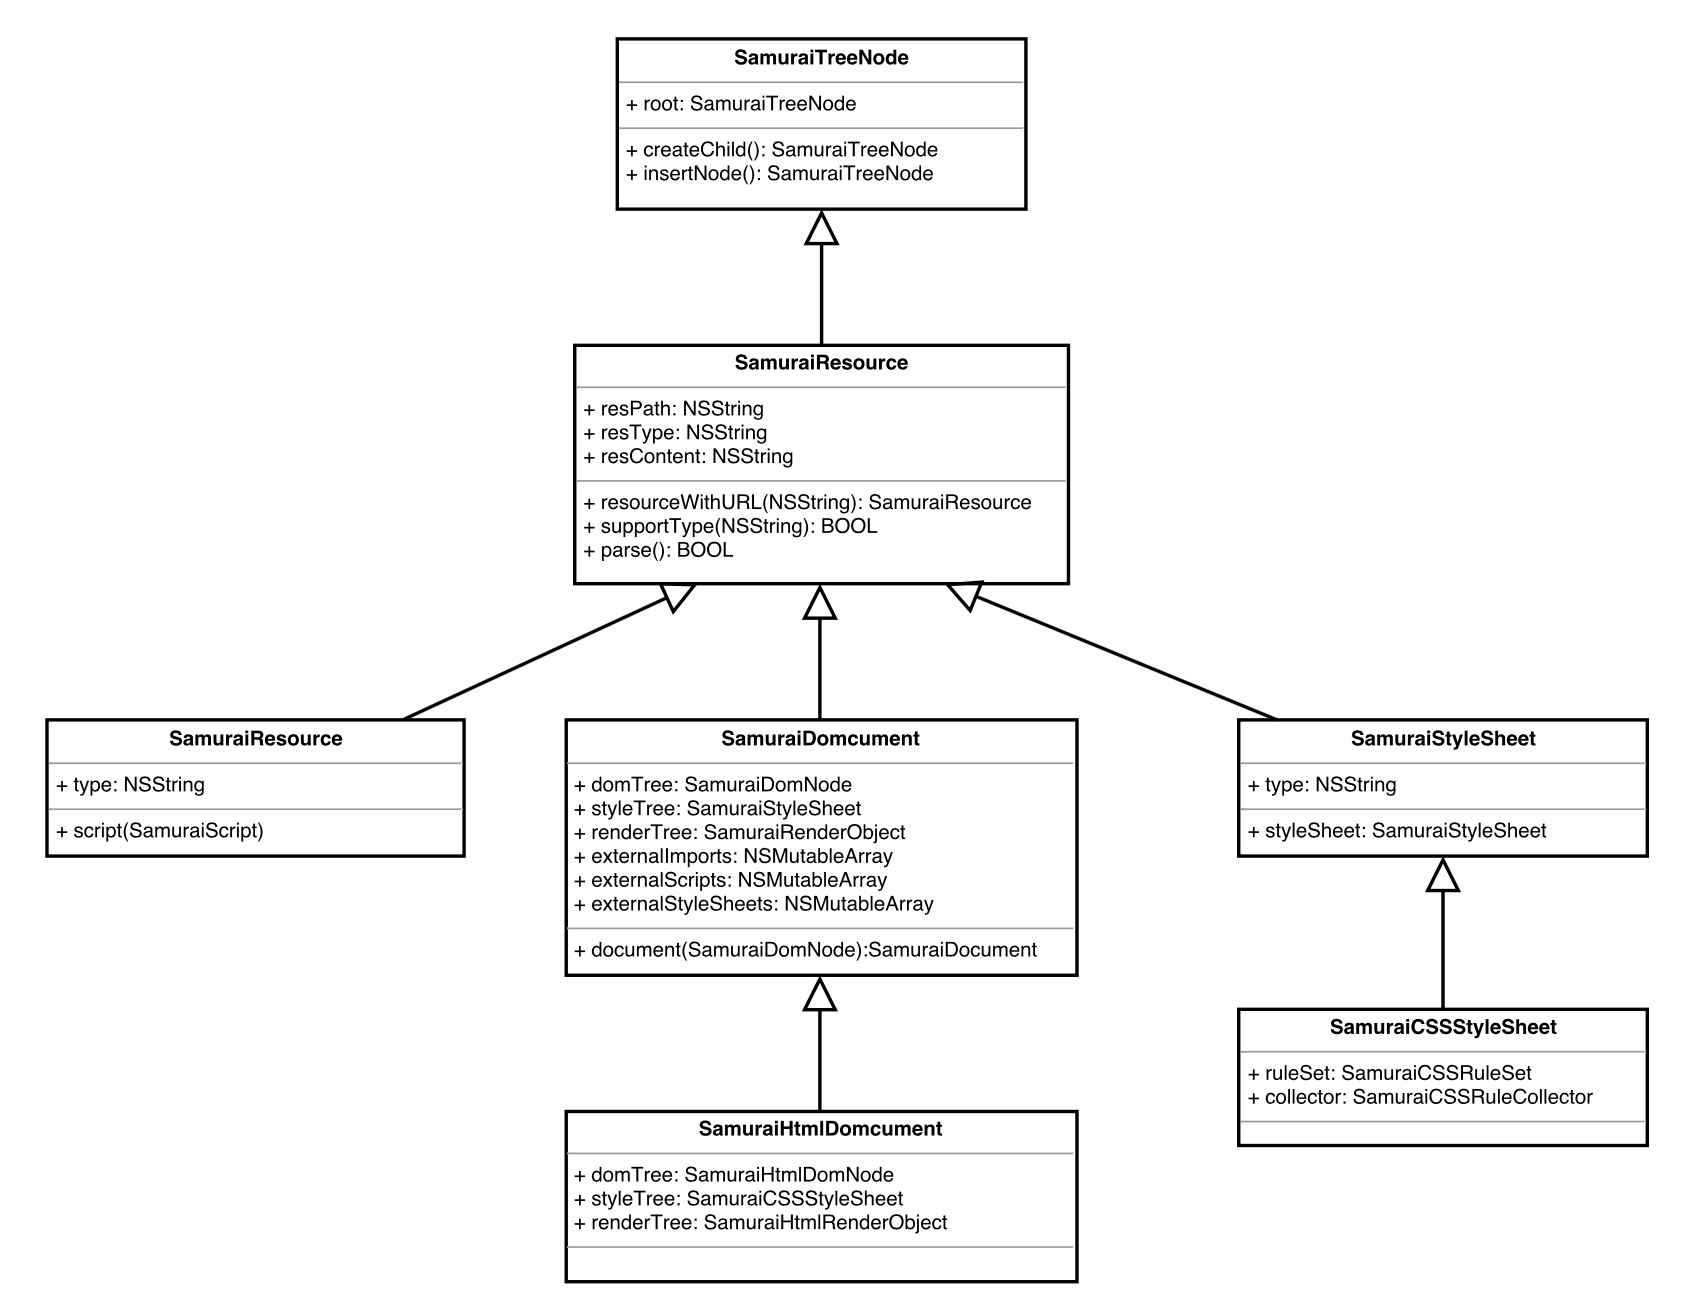 SamuraiTreeNode
+ root: SamuraiTreeNode
+ createChild(): SamuraiTreeNode
+ insertNode(): SamuraiTreeNode
SamuraiResource
+ resPath: NSString
+ resType: NSString
+ resContent: NSString
+ resourceWithURL(NSString): SamuraiResource
+ supportType(NSString): BOOL
+ parse(): BOOL
SamuraiResource
+ type: NSString
+ script(SamuraiScript)
SamuraiDomcument
+ domTree: SamuraiDomNode
+ styleTree: SamuraiStyleSheet
+ renderTree: SamuraiRenderObject
+ externalImports: NSMutableArray
+ externalScripts: NSMutableArray
+ externalStyleSheets: NSMutableArray
+ document(SamuraiDomNode):SamuraiDocument
SamuraiStyleSheet
+ type: NSString
+ styleSheet: SamuraiStyleSheet
SamuraiCSSStyleSheet
+ ruleSet: SamuraiCSSRuleSet
+ collector: SamuraiCSSRuleCollector
SamuraiHtmlDomcument
+ domTree: SamuraiHtmlDomNode
+ styleTree: SamuraiCSSStyleSheet
+ renderTree: SamuraiHtmlRenderObject